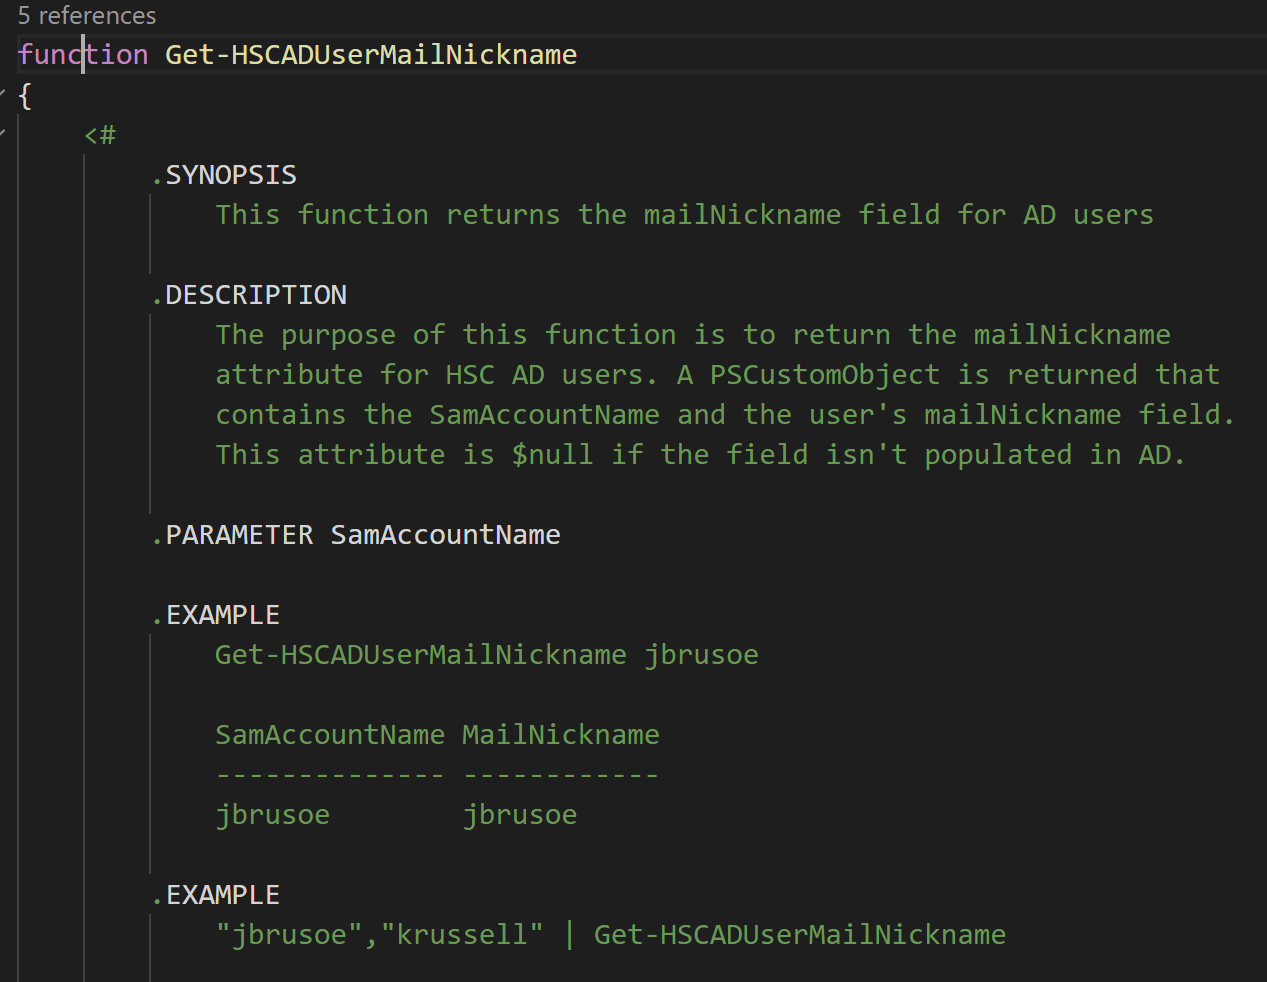 5 references
function Get-HSCADUserMailNickname
{
<#
.SYNOPSIS
This function returns the mailNickname field for AD users
.DESCRIPTION
The purpose of this function is to return the mailNickname
attribute for HSC AD users. A PSCustomObject is returned that
contains the SamAccountName and the user's mailNickname field.
This attribute is $null if the field isn't populated in AD.
.PARAMETER SamAccountName
.EXAMPLE
Get-HSCADUserMailNickname jbrusoe
SamAccountName MailNickname
-------------- ------------
jbrusoe        jbrusoe
.EXAMPLE
"jbrusoe","krussell" | Get-HSCADUserMailNickname